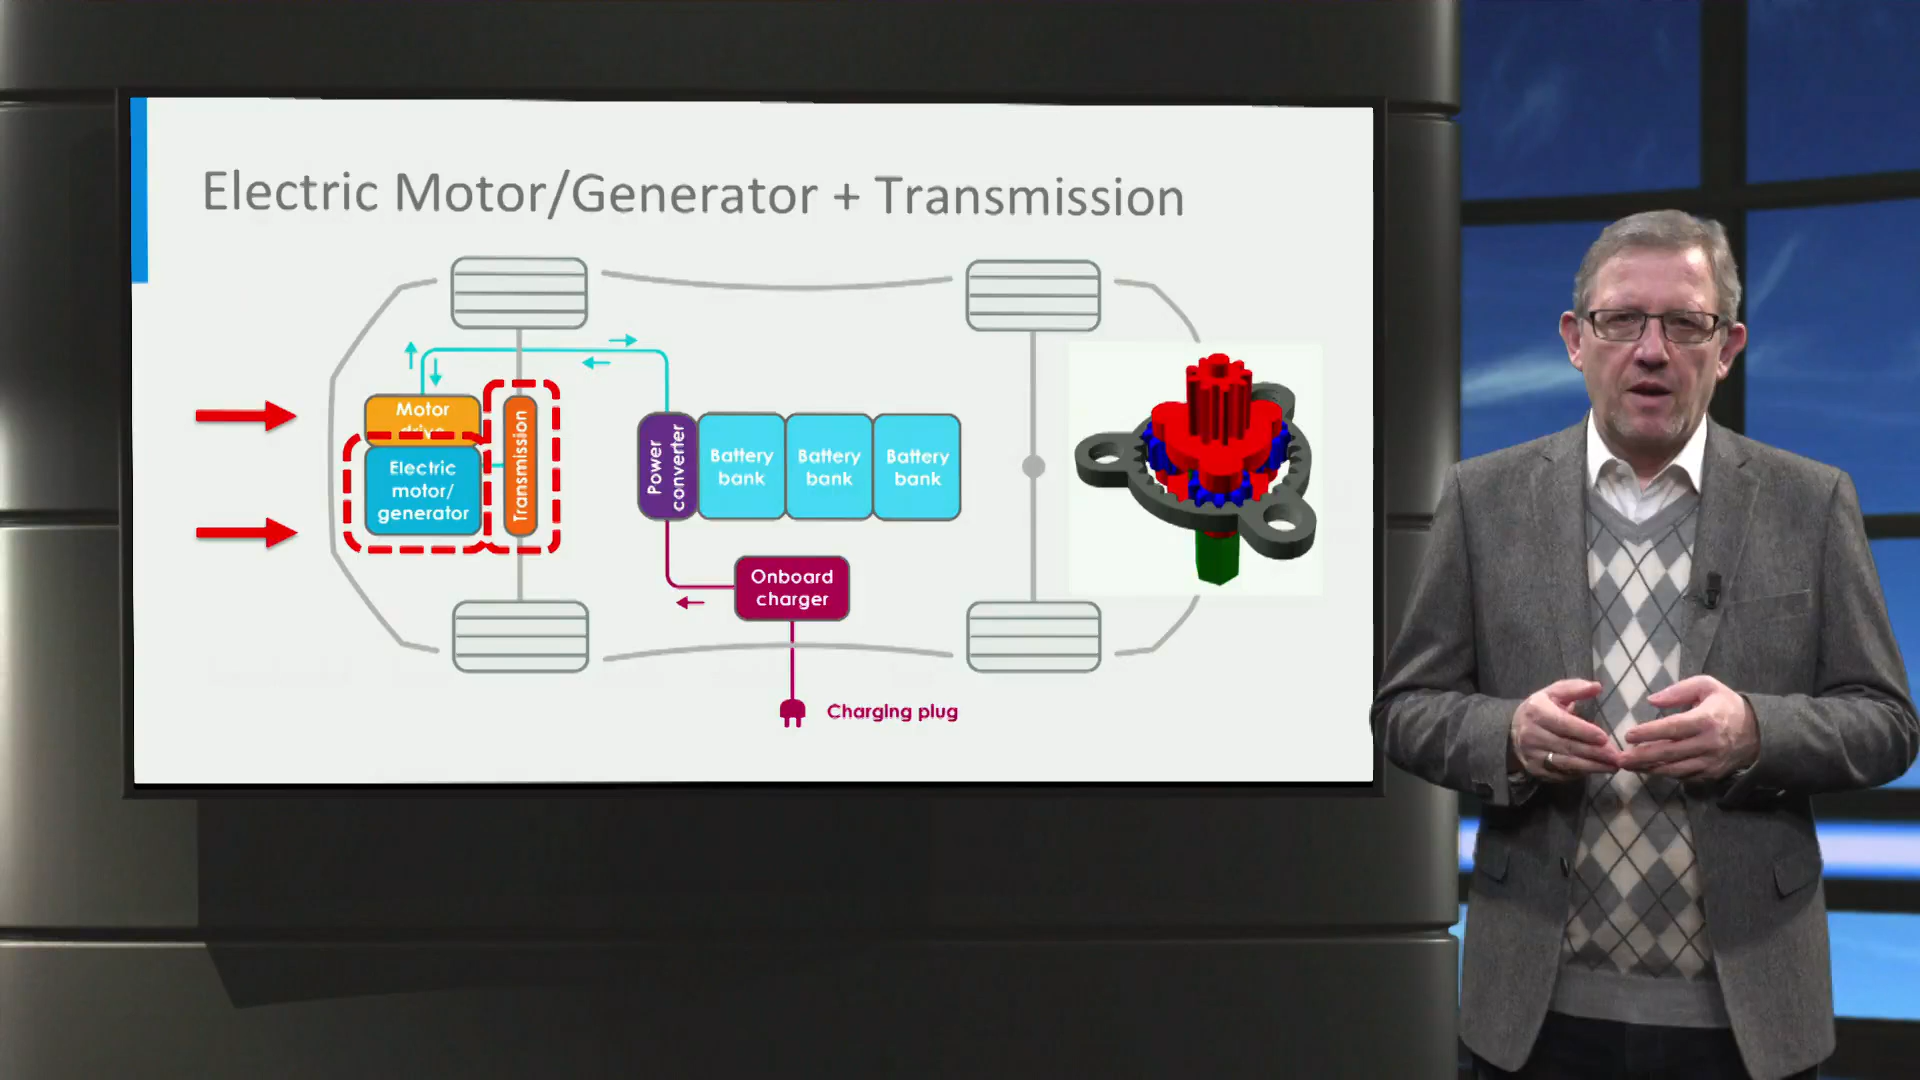 Electric Motor/Generator + Transmission
Motor
drive
Electric
motor/
generator
Transmission
Power
converter
Battery
bank
Battery
bank
Battery
bank
Onboard
charger
Charging plug